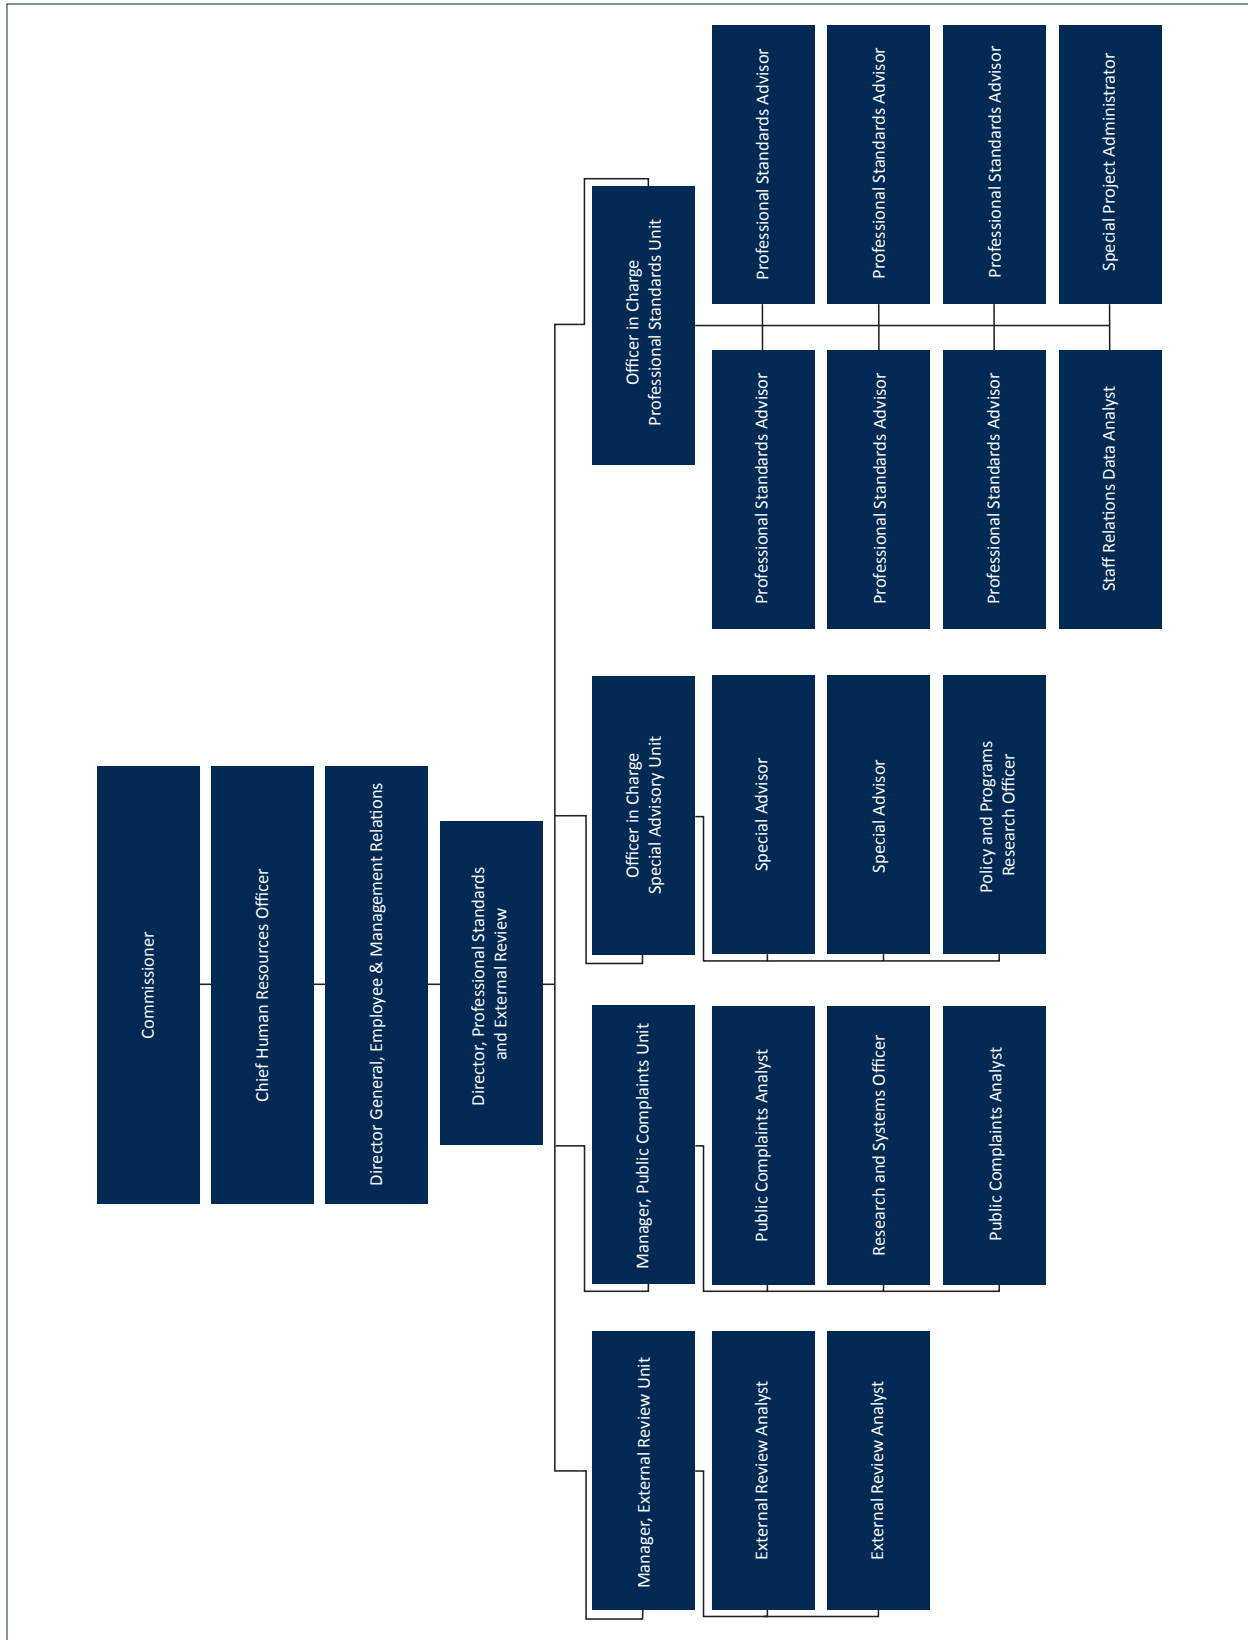 Commissioner
Chief Human Resources Officer
Director General, Employee & Management Relations
Director, Professional Standards
and External Review
Manager, External Review Unit
External Review Analyst
External Review Analyst
Manager, Public Complaints Unit
Public Complaints Analyst
Research and Systems Officer
Public Complaints Analyst
Officer in Charge
Special Advisory Unit
Special Advisor
Special Advisor
Policy and Programs
Research Officer
Officer in Charge
Professional Standards Unit
Professional Standards Advisor
Professional Standards Advisor
Professional Standards Advisor
Professional Standards Advisor
Professional Standards Advisor
Professional Standards Advisor
Staff Relations Data Analyst
Special Project Administrator